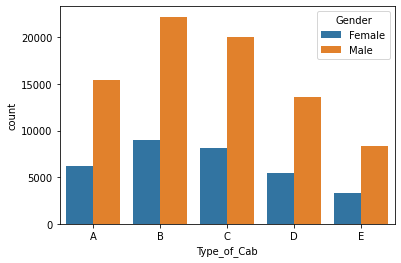 Gender
Female
Male
20000
15000
10000
5000
0
count
A B C D E
Type_of_Cab